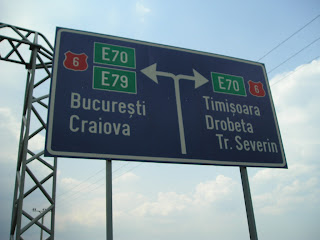 6 E70
E79
București
Craiova
E70 6
Timișoara
Drobeta
Tr. Severin